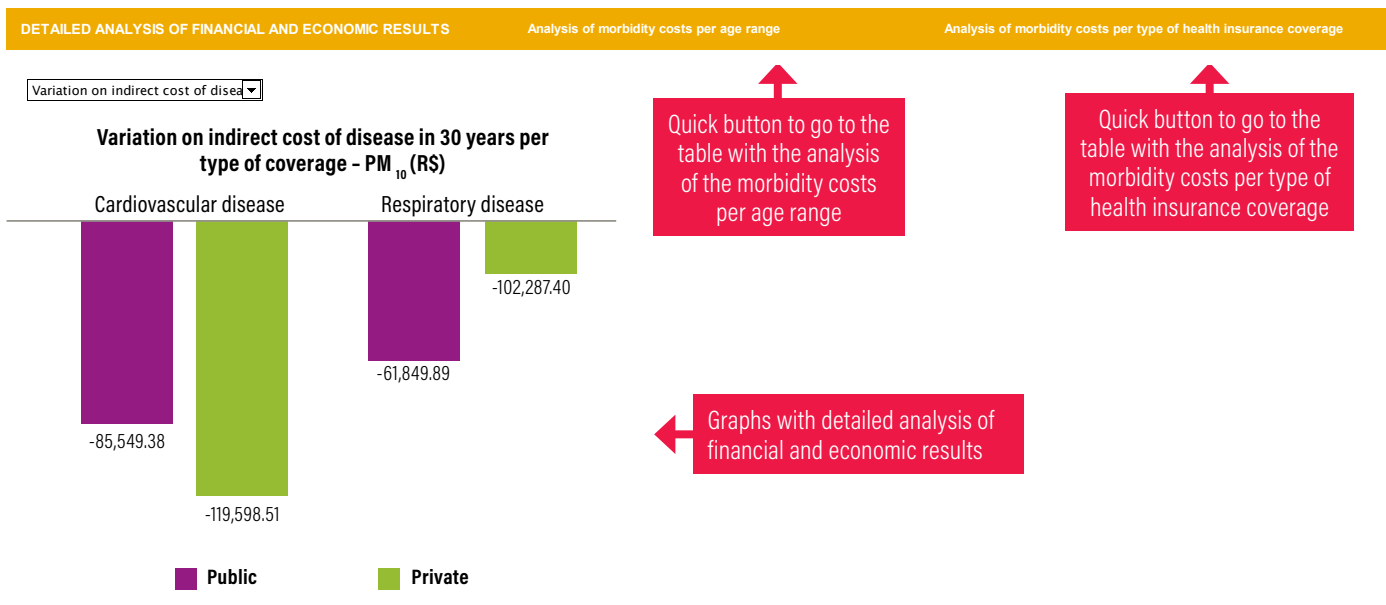 DETAILED ANALYSIS OF FINANCIAL AND ECONOMIC RESULTS
Analysis of morbidity costs per age range
Analysis of morbidity costs per type of health insurance coverage
Variation on indirect cost of disea
Quick button to go to the
table with the analysis
of the morbidity costs
per age range
Quick button to go to the
table with the analysis of the
morbidity costs per type of
health insurance coverage
Variation on indirect cost of disease in 30 years per
type of coverage – PM 10 (R$)
Cardiovascular disease
Respiratory disease
-85,549.38
-119,598.51
-61,849.89
-102,287.40
Graphs with detailed analysis of
financial and economic results
Public
Private